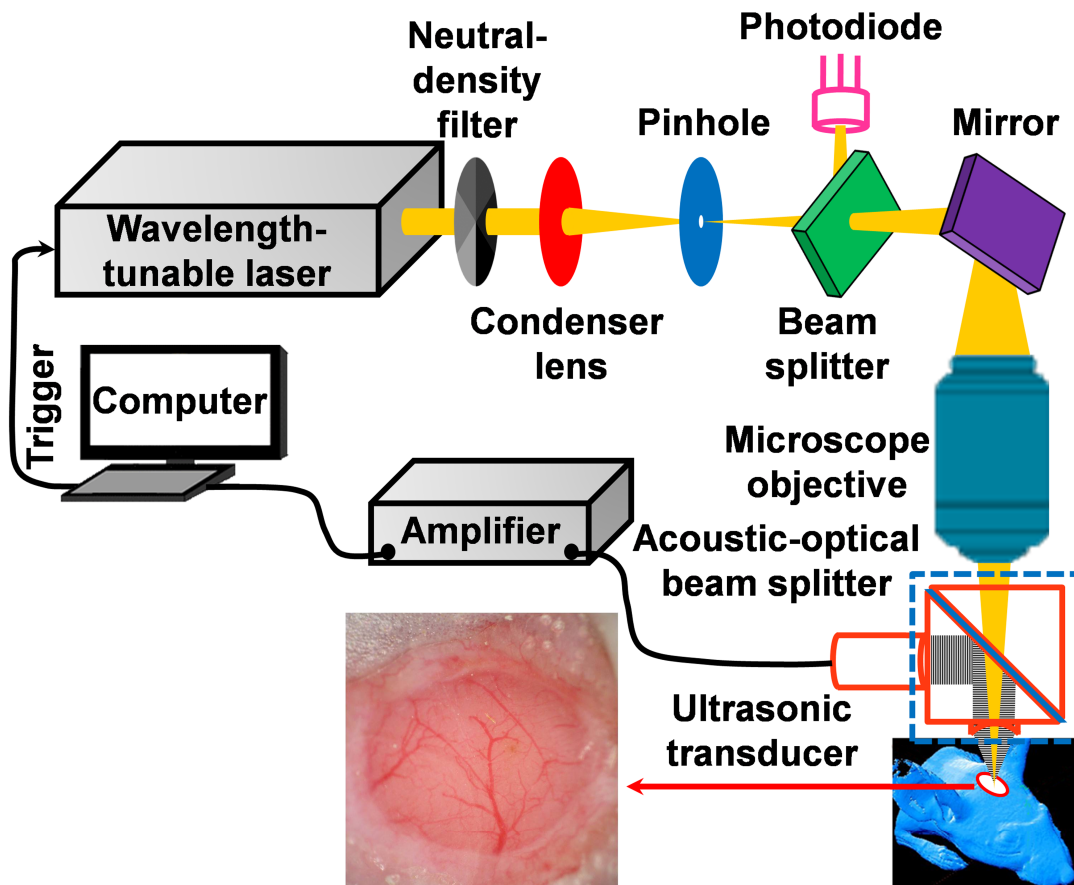 Neutral-
density
filter
Photodiode
Pinhole
Mirror
Wavelength-
tunable laser
Condenser
lens
Beam
splitter
Trigger
Computer
Microscope
objective
Amplifier
Acoustic-optical
beam splitter
Ultrasonic
transducer